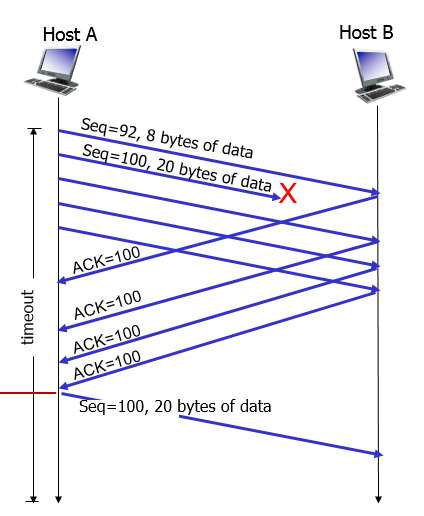 Host A
Host B
Seq=92, 8 bytes of data
Seq=100, 20 bytes of data
X
ACK=100
ACK=100
ACK=100
ACK=100
timeout
Seq=100, 20 bytes of data